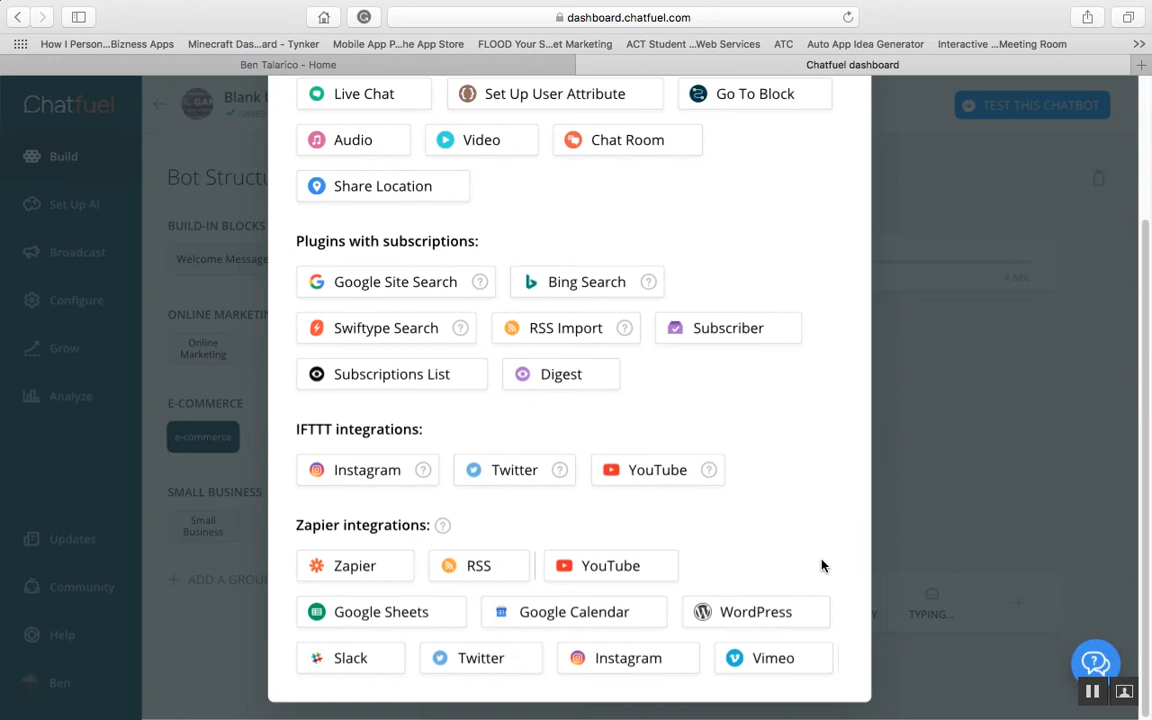 dashboard.chatfuel.com
How I Person...Bizness Apps
Minecraft Das...ard - Tynker
Mobile App P...he App Store
FLOOD Your S...et Marketing
ACT Student ...Web Services
ATC
Auto App Idea Generator
Interactive ...Meeting Room
Ben Talarico - Home
Chatfuel dashboard
Chatfuel
Blank b
SAVED
TEST THIS CHATBOT
Build
Set Up AI
Broadcast
Configure
Grow
Analyze
Updates
Community
Help
Ben
Bot Structu
BUILD-IN BLOCKS
Welcome Message
ONLINE MARKETIN
Online
Marketing
E-COMMERCE
e-commerce
SMALL BUSINESS
Small
Business
+ ADD A GROU
Live Chat
Set Up User Attribute
Go To Block
Audio
Video
Chat Room
Share Location
Plugins with subscriptions:
Google Site Search ?
Bing Search ?
Swiftype Search ?
RSS Import ?
Subscriber
Subscriptions List
Digest
IFTTT integrations:
Instagram ?
Twitter ?
YouTube ?
Zapier integrations: ?
Zapier
RSS
YouTube
Google Sheets
Google Calendar
WordPress
Slack
Twitter
Instagram
Vimeo
4 sec
Y
TYPING...